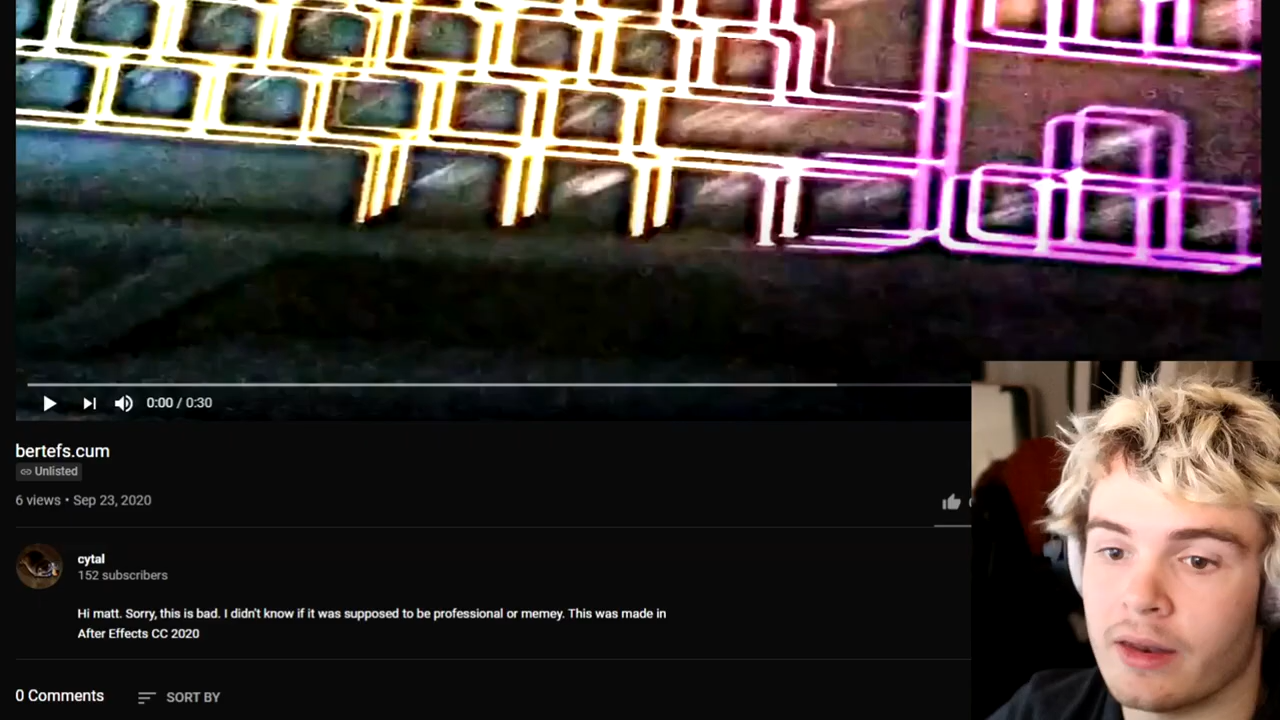 0:00 / 0:30
bertefs.cum
Unlisted
6 views • Sep 23, 2020
cytal
152 subscribers
Hi matt. Sorry, this is bad. I didn't know if it was supposed to be professional or memey. This was made in
After Effects CC 2020
0 Comments SORT BY